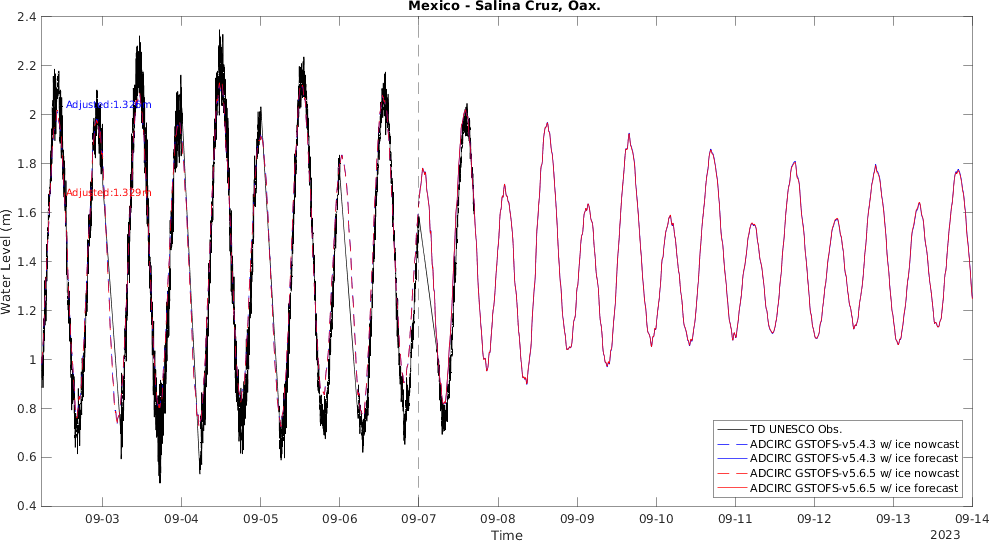 Mexico - Salina Cruz, Oax.
2.4
2.2
2
1.8
1.6
1.4
1.2
1
0.8
0.6
0.4
Water Level (m)
Adjusted:1.326m
Adjusted:1.329m
TD UNESCO Obs.
ADCIRC GSTOFS-v5.4.3 w/ ice nowcast
ADCIRC GSTOFS-v5.4.3 w/ ice forecast
ADCIRC GSTOFS-v5.6.5 w/ ice nowcast
ADCIRC GSTOFS-v5.6.5 w/ ice forecast
09-03 09-04 09-05 09-06 09-07 09-08 09-09 09-10 09-11 09-12 09-13 09-14
Time
2023